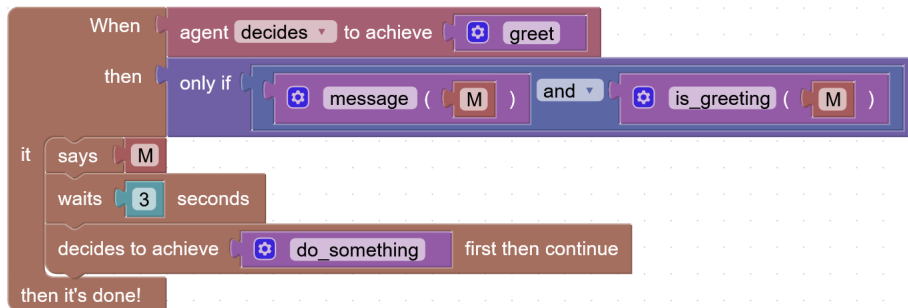 When agent decides to achieve greet
then only if message ( M ) and is_greeting ( M )
it says M
waits 3 seconds
decides to achieve do_something first then continue
then it's done!